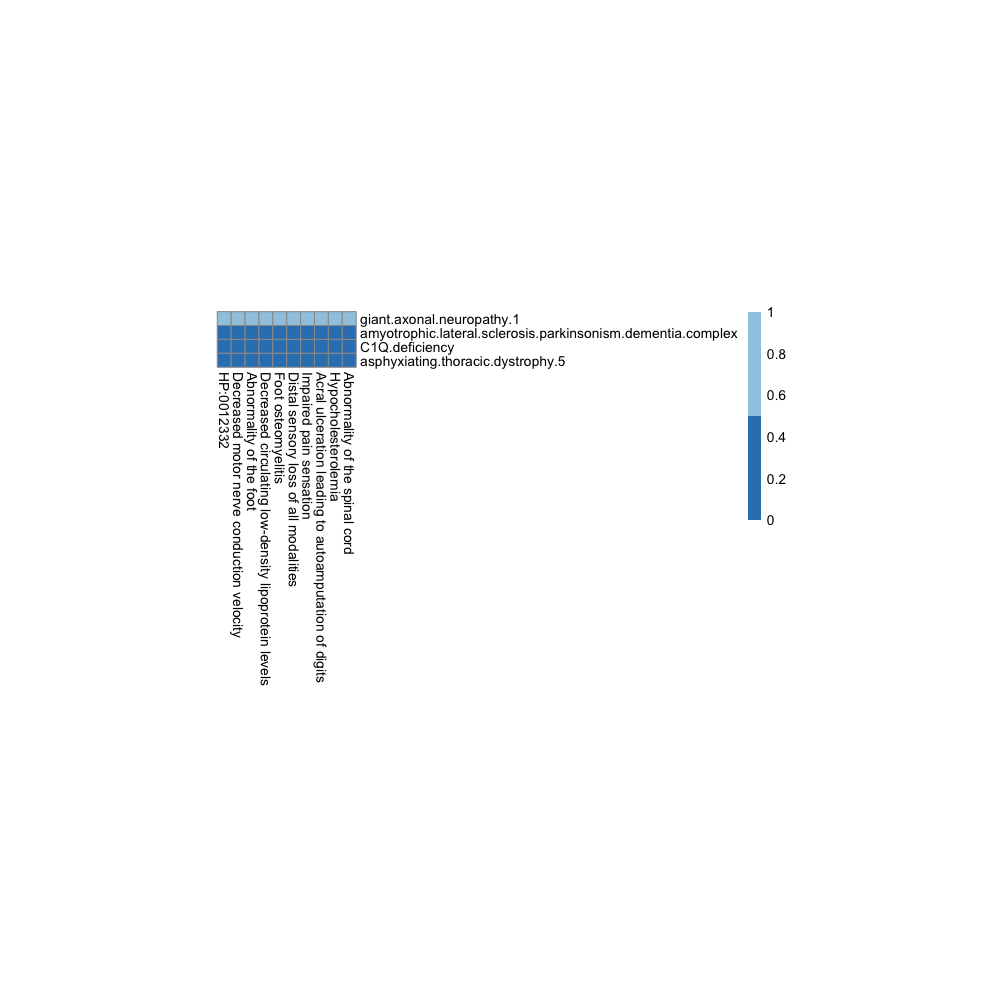 giant.axonal.neuropathy.1
amyotrophic.lateral.sclerosis.parkinsonism.dementia.complex
C1Q.deficiency
asphyxiating.thoracic.dystrophy.5
HP:0012332
Decreased motor nerve conduction velocity
Abnormality of the foot
Decreased circulating low-density lipoprotein levels
Foot osteomyelitis
Distal sensory loss of all modalities
Impaired pain sensation
Acral ulceration leading to autoamputation of digits
Hypocholesterolemia
Abnormality of the spinal cord
1
0.8
0.6
0.4
0.2
0